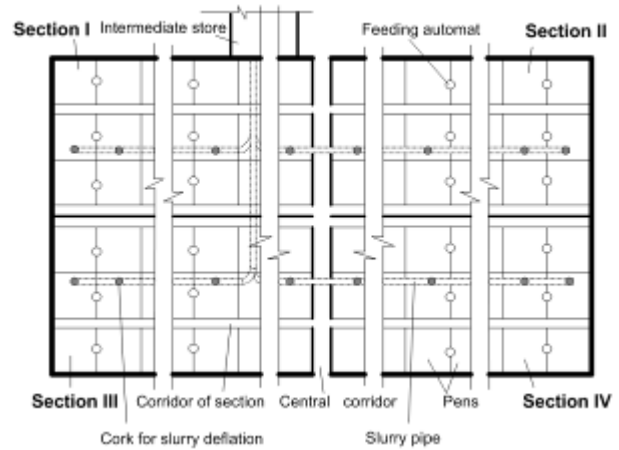 Section I
Intermediate store
Feeding automat
Section II
Section III
Corridor of section
Central corridor
Pens
Section IV
Cork for slurry deflation
Slurry pipe